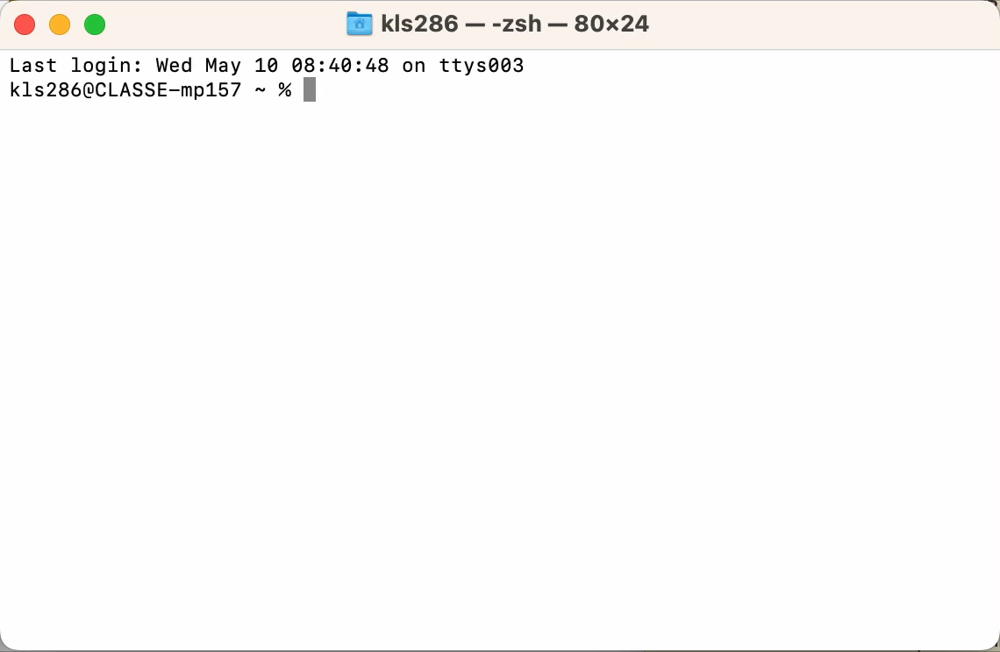 kls286 — -zsh — 80×24
Last login: Wed May 10 08:40:48 on ttys003
kls286@CLASSE-mp157 ~ %